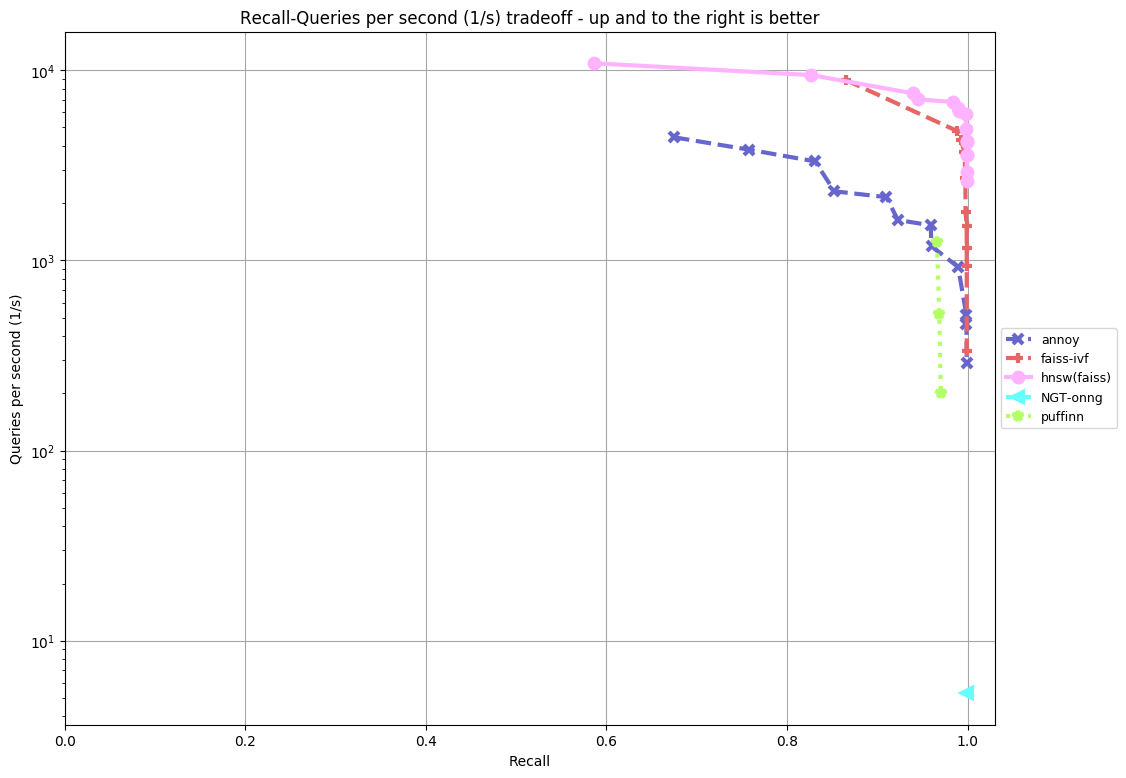 Recall-Queries per second (1/s) tradeoff - up and to the right is better
10⁴
10³
10²
10¹
Queries per second (1/s)
0.0 0.2 0.4 0.6 0.8 1.0
Recall
annoy
faiss-ivf
hnsw(faiss)
NGT-onng
puffinn